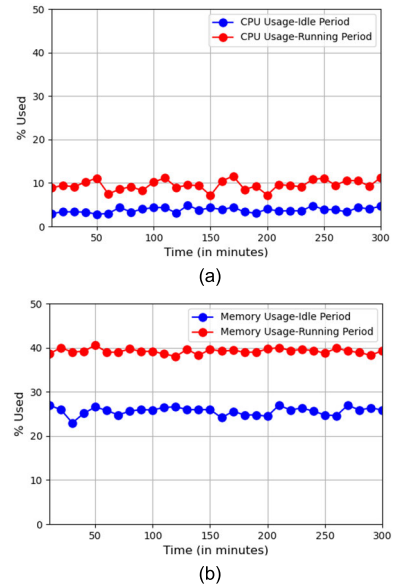 50
40
30
20
10
0
% Used
CPU Usage-Idle Period
CPU Usage-Running Period
50 100 150 200 250 300
Time (in minutes)
(a)
50
40
30
20
10
0
% Used
Memory Usage-Idle Period
Memory Usage-Running Period
50 100 150 200 250 300
Time (in minutes)
(b)